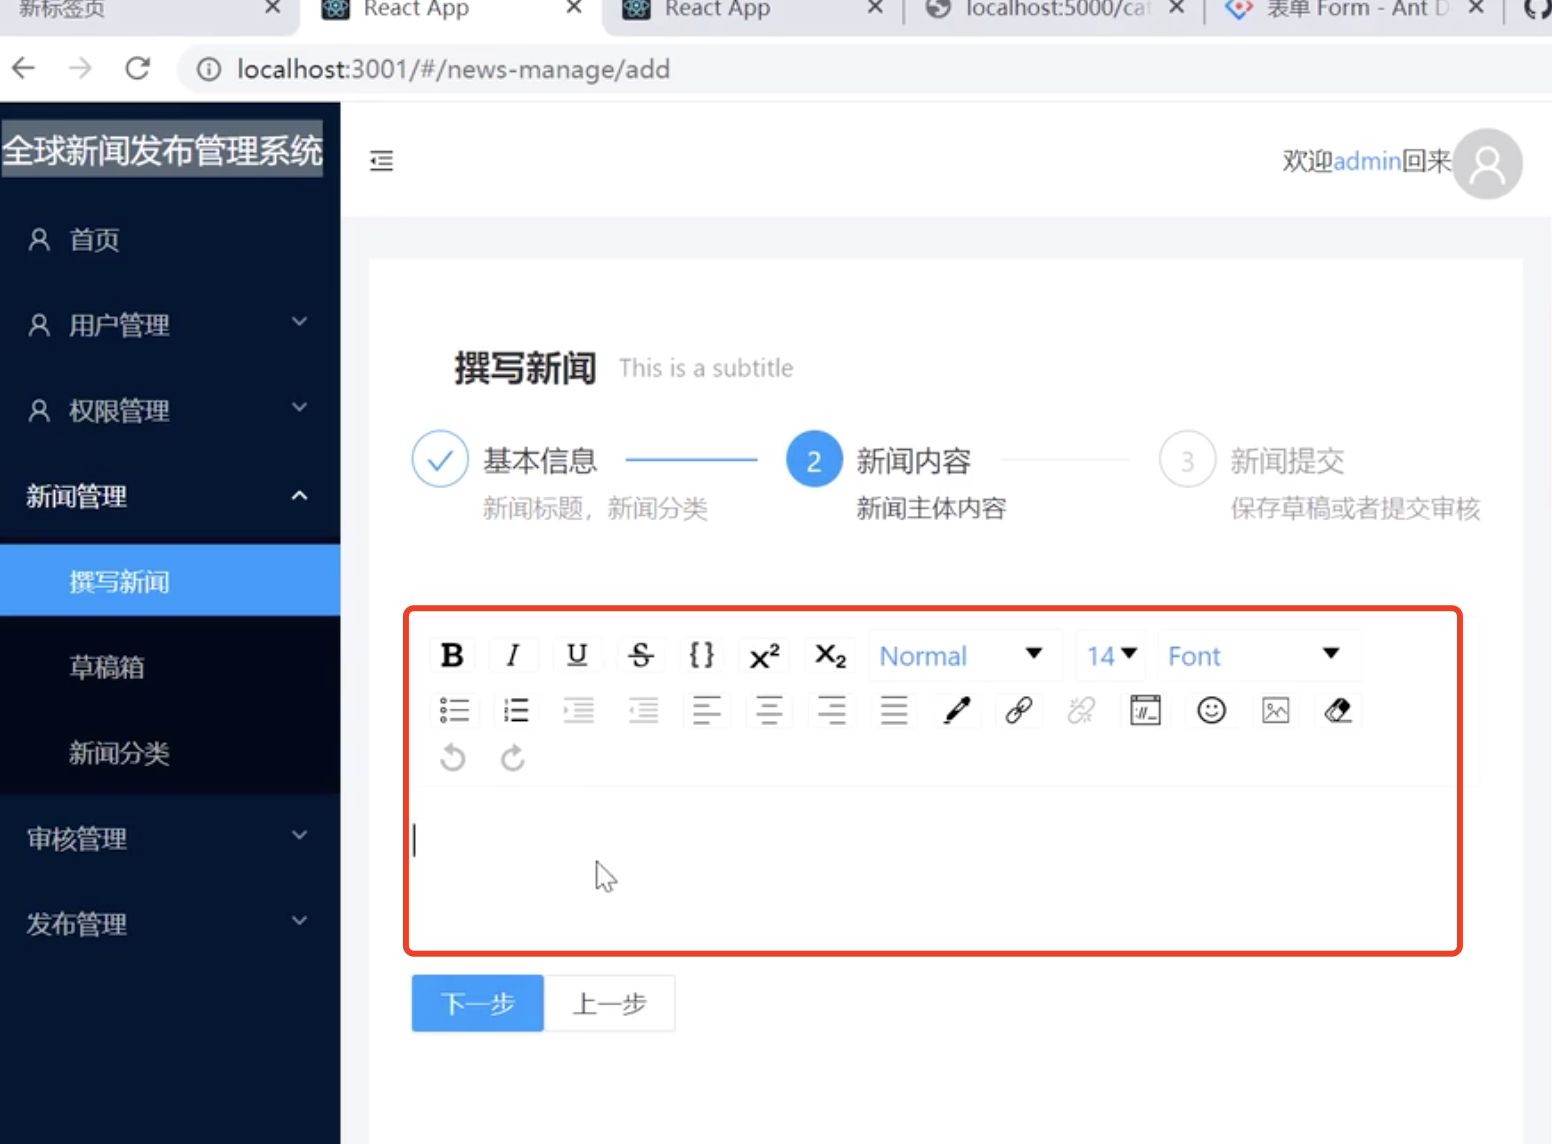 新标签页
React App
React App
localhost:5000/cat
表单 Form - Ant D
localhost:3001/#/news-manage/add
全球新闻发布管理系统
欢迎admin回来
首页
用户管理
权限管理
新闻管理
撰写新闻
草稿箱
新闻分类
审核管理
发布管理
撰写新闻 This is a subtitle
基本信息
新闻标题，新闻分类
2 新闻内容
新闻主体内容
3 新闻提交
保存草稿或者提交审核
B I U S {} x² x₂ Normal 14 Font
下一步 上一步